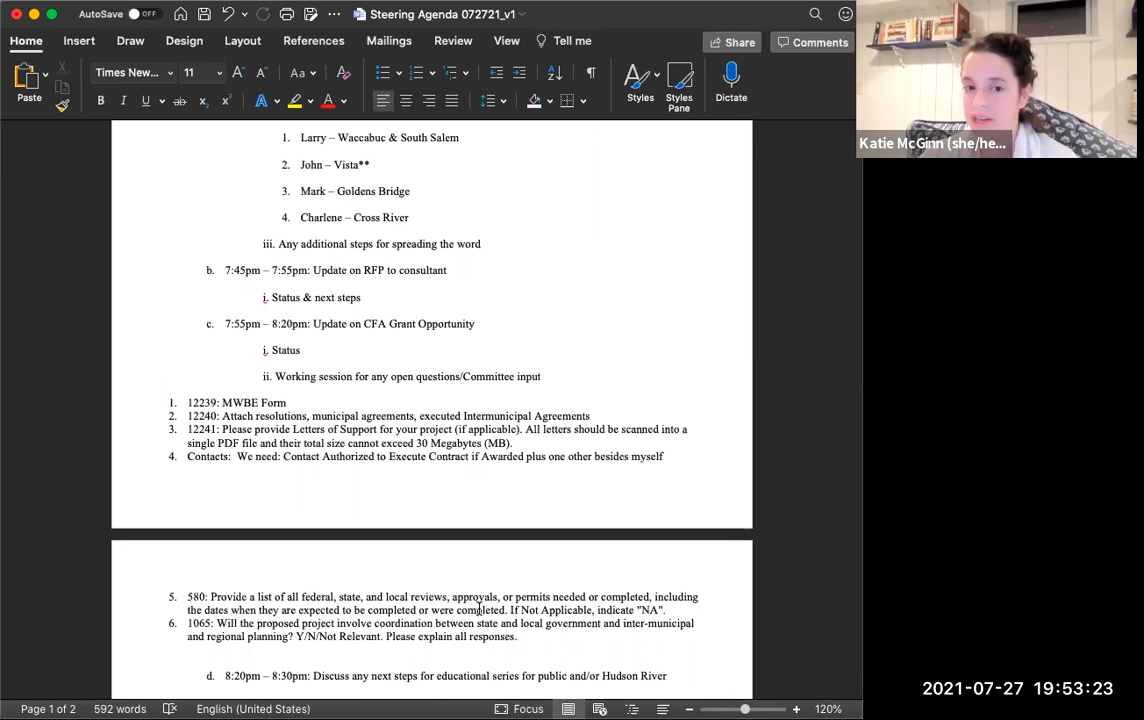 AutoSave OFF Steering Agenda 072721_v1
Home Insert Draw Design Layout References Mailings Review View Tell me Share Comments
Paste Times New... 11 Aa Styles Styles Pane Dictate
B I U ab x₂ x² A A
Katie McGinn (she/he...
1. Larry – Waccabuc & South Salem
2. John – Vista**
3. Mark – Goldens Bridge
4. Charlene – Cross River
iii. Any additional steps for spreading the word
b. 7:45pm – 7:55pm: Update on RFP to consultant
i. Status & next steps
c. 7:55pm – 8:20pm: Update on CFA Grant Opportunity
i. Status
ii. Working session for any open questions/Committee input
1. 12239: MWBE Form
2. 12240: Attach resolutions, municipal agreements, executed Intermunicipal Agreements
3. 12241: Please provide Letters of Support for your project (if applicable). All letters should be scanned into a
single PDF file and their total size cannot exceed 30 Megabytes (MB).
4. Contacts: We need: Contact Authorized to Execute Contract if Awarded plus one other besides myself
5. 580: Provide a list of all federal, state, and local reviews, approvals, or permits needed or completed, including
the dates when they are expected to be completed or were completed. If Not Applicable, indicate "NA".
6. 1065: Will the proposed project involve coordination between state and local government and inter-municipal
and regional planning? Y/N/Not Relevant. Please explain all responses.
d. 8:20pm – 8:30pm: Discuss any next steps for educational series for public and/or Hudson River
2021-07-27 19:53:23
Page 1 of 2 592 words English (United States) Focus 120%